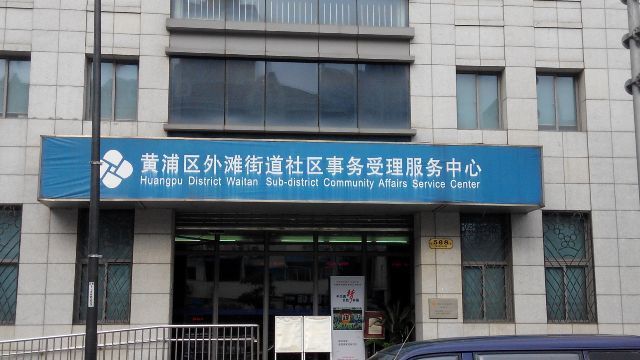 黄浦区外滩街道社区事务受理服务中心
Huangpu District Waitan Sub-district Community Affairs Service Center
568